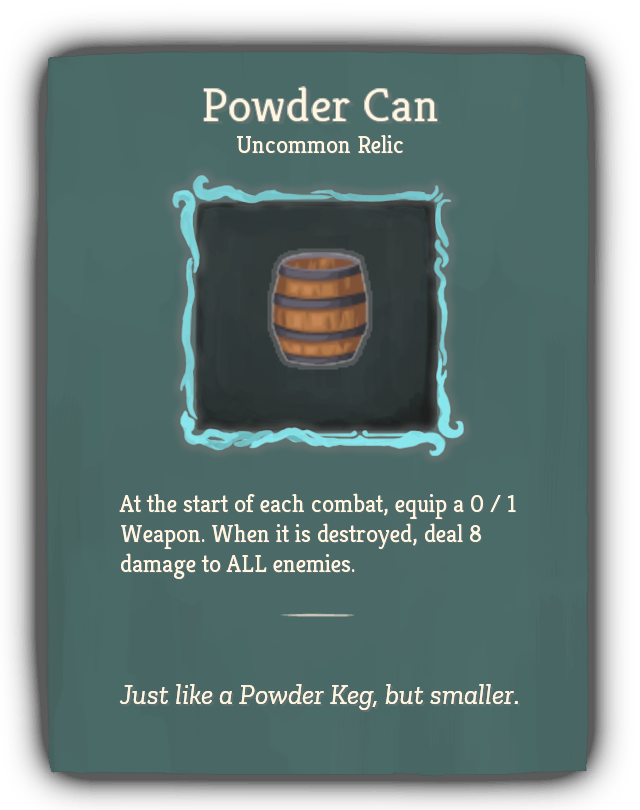 Powder Can
Uncommon Relic
At the start of each combat, equip a 0 / 1
Weapon. When it is destroyed, deal 8
damage to ALL enemies.
Just like a Powder Keg, but smaller.